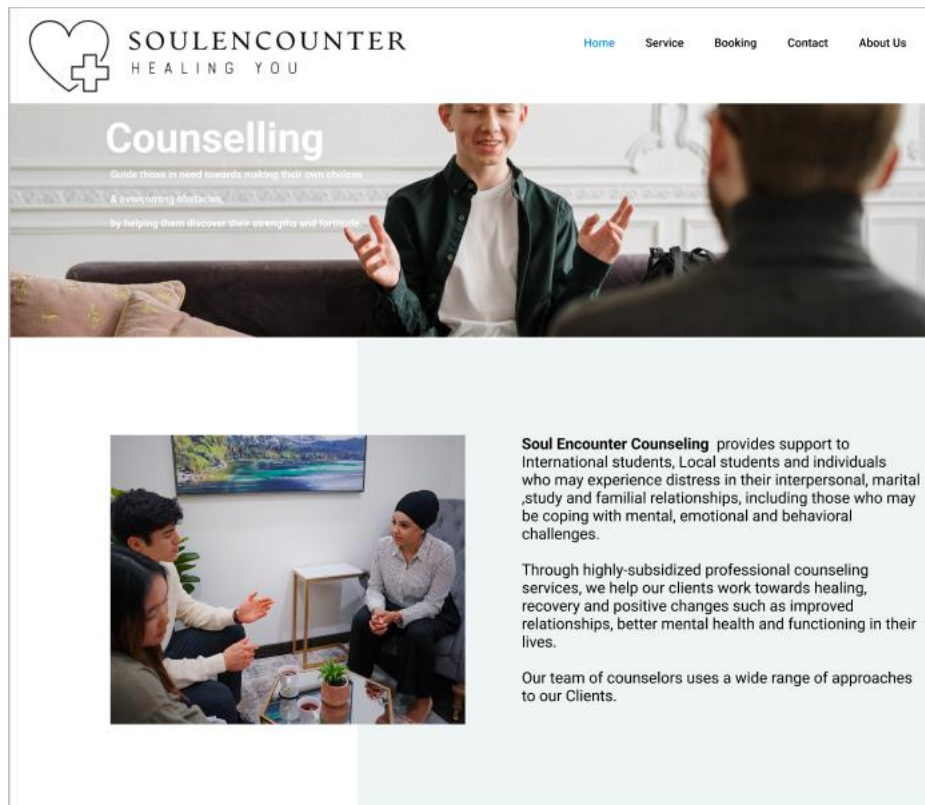 SOULENCOUNTER
HEALING YOU
Home Service Booking Contact About Us
Counselling
Guide those in need towards making their own choices
& overcoming obstacles,
by helping them discover their strengths and fortitude.
Soul Encounter Counseling provides support to
International students, Local students and individuals
who may experience distress in their interpersonal, marital
,study and familial relationships, including those who may
be coping with mental, emotional and behavioral
challenges.
Through highly-subsidized professional counseling
services, we help our clients work towards healing,
recovery and positive changes such as improved
relationships, better mental health and functioning in their
lives.
Our team of counselors uses a wide range of approaches
to our Clients.